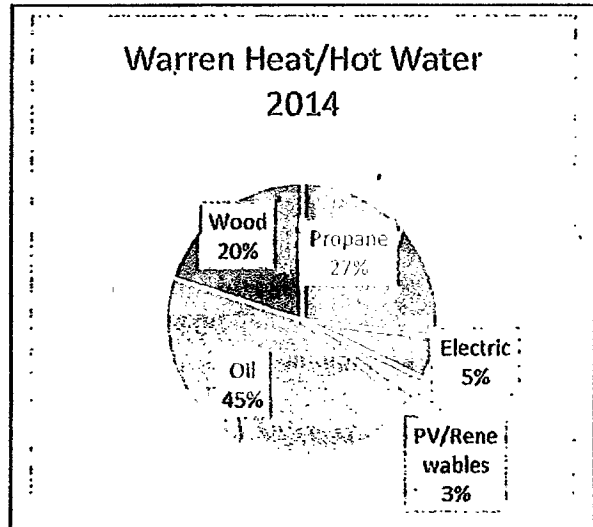 Warren Heat/Hot Water
2014
Wood
20%
Propane
27%
Electric
5%
Oil
45%
PV/Rene
wables
3%